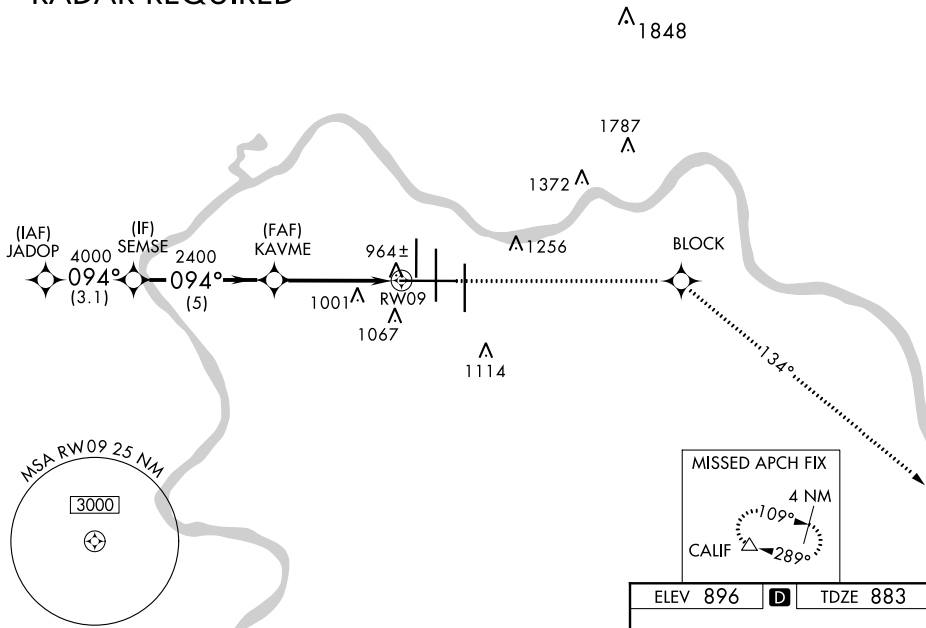 RADAR REQUIRED
1848
1787
1372
1256
BLOCK
(IAF)
JADOP
4000
094°
(3.1)
(IF)
SEMSE
2400
094°
(5)
(FAF)
KAVME
964±
RW09
1001
1067
1114
134°
MSA RW09 25 NM
3000
MISSED APCH FIX
4 NM
109°
CALIF
289°
ELEV 896 D TDZE 883